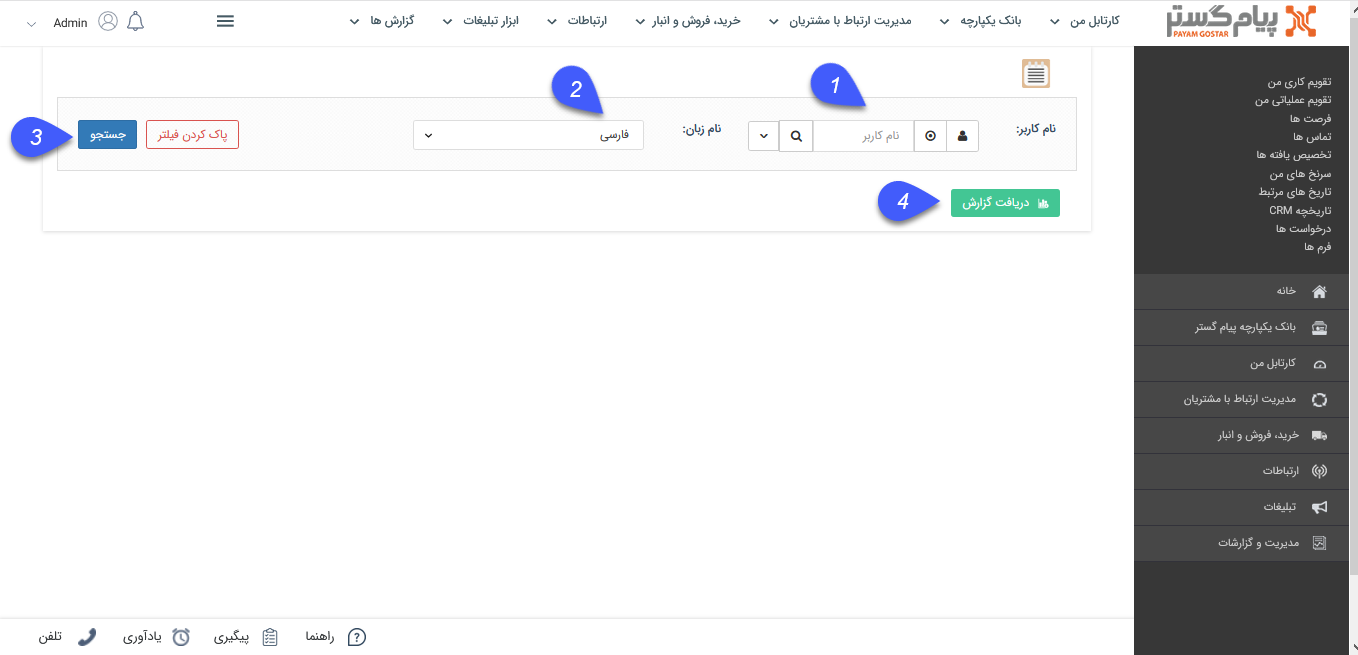 پیام گستر
PAYAM GOSTAR
کارتابل من
بانک یکپارچه
مدیریت ارتباط با مشتریان
خرید، فروش و انبار
ارتباطات
ابزار تبلیغات
گزارش ها
Admin
تقویم کاری من
تقویم عملیاتی من
فرصت ها
تماس ها
تخصیص یافته ها
سرنخ های من
تاریخ های مرتبط
تاریخچه CRM
درخواست ها
فرم ها
خانه
بانک یکپارچه پیام گستر
کارتابل من
مدیریت ارتباط با مشتریان
خرید، فروش و انبار
ارتباطات
تبلیغات
مدیریت و گزارشات
1
2
نام کاربر:
نام کاربر
نام زبان:
فارسی
پاک کردن فیلتر
جستجو
3
دریافت گزارش
4
راهنما
پیگیری
یادآوری
تلفن